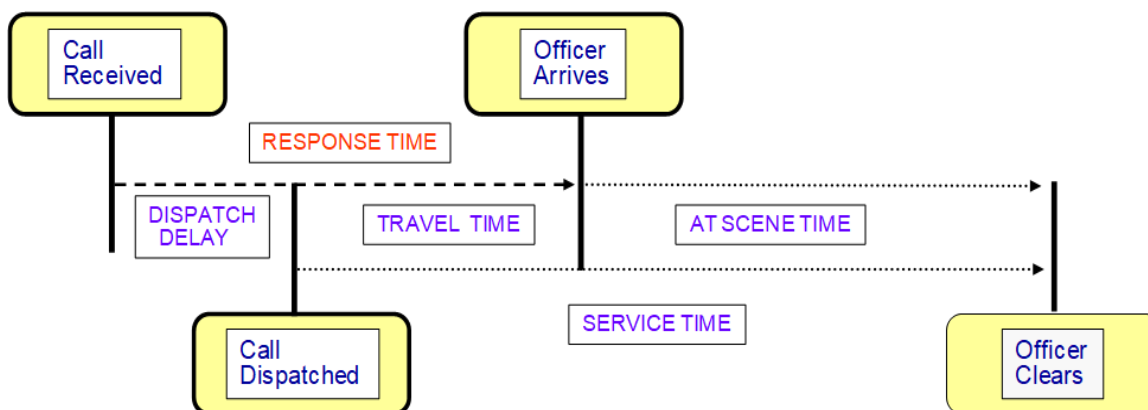 Call
Received
Officer
Arrives
RESPONSE TIME
DISPATCH
DELAY
TRAVEL TIME
AT SCENE TIME
SERVICE TIME
Call
Dispatched
Officer
Clears